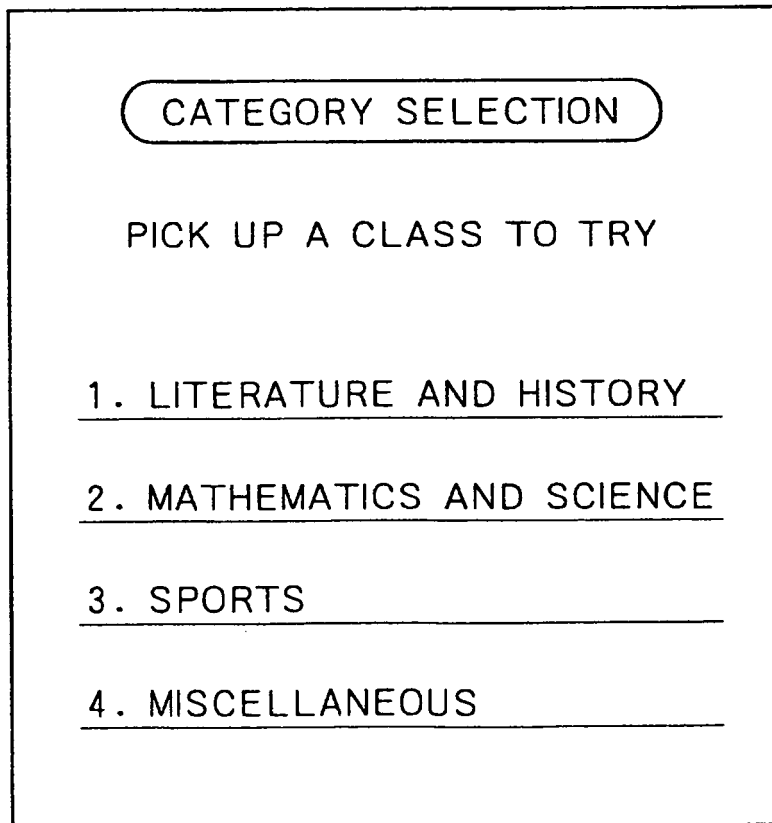 CATEGORY SELECTION
PICK UP A CLASS TO TRY
1. LITERATURE AND HISTORY
2. MATHEMATICS AND SCIENCE
3. SPORTS
4. MISCELLANEOUS